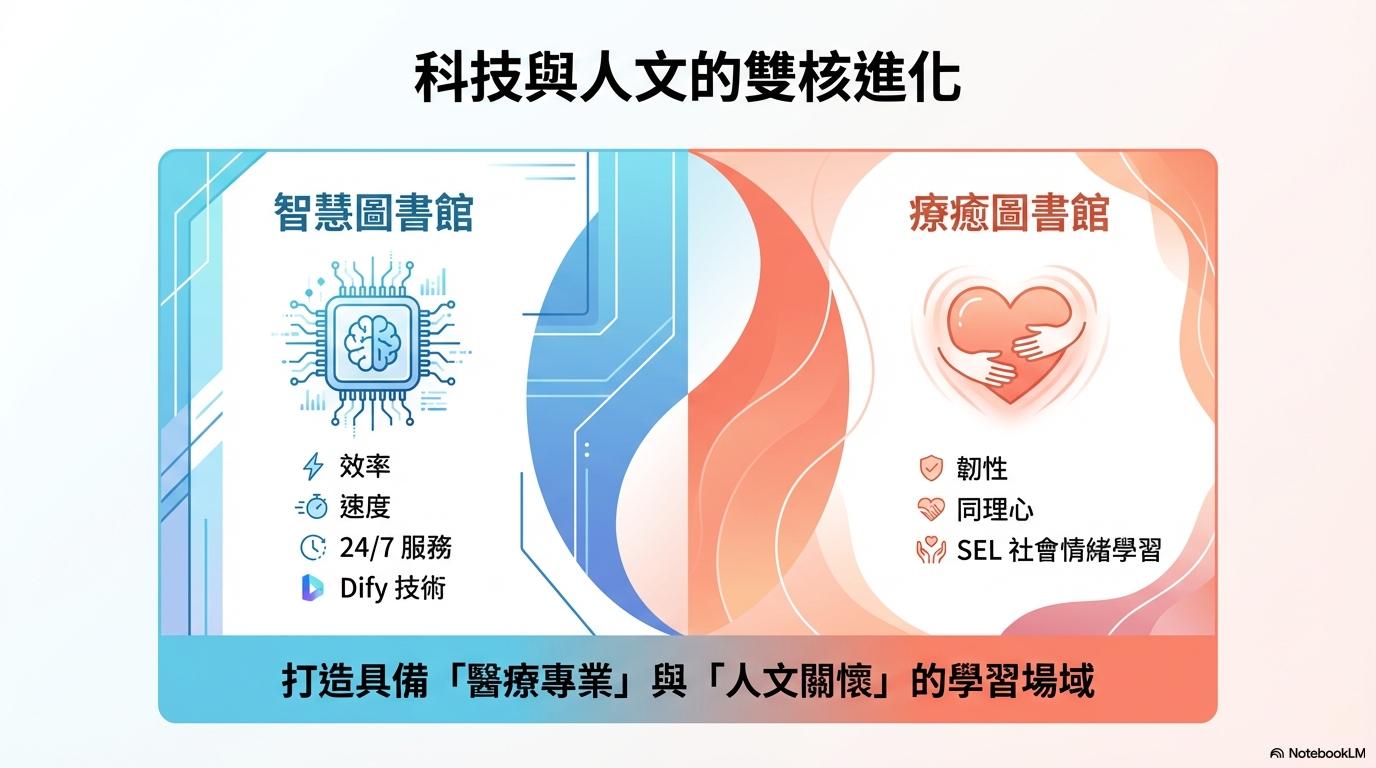 科技與人文的雙核進化
智慧圖書館
效率
速度
24/7 服務
Dify 技術
療癒圖書館
韌性
同理心
SEL 社會情緒學習
打造具備「醫療專業」與「人文關懷」的學習場域
NotebookLM